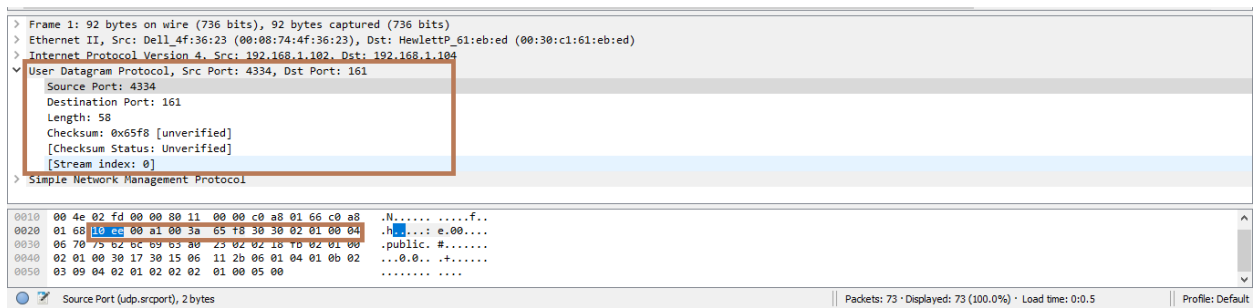 Frame 1: 92 bytes on wire (736 bits), 92 bytes captured (736 bits)
Ethernet II, Src: Dell_4f:36:23 (00:08:74:4f:36:23), Dst: HewlettP_61:eb:ed (00:30:c1:61:eb:ed)
Internet Protocol Version 4, Src: 192.168.1.102, Dst: 192.168.1.104
User Datagram Protocol, Src Port: 4334, Dst Port: 161
Source Port: 4334
Destination Port: 161
Length: 58
Checksum: 0x65f8 [unverified]
[Checksum Status: Unverified]
[Stream index: 0]
Simple Network Management Protocol
0010 00 4e 02 fd 00 00 80 11 00 00 c0 a8 01 66 c0 a8 .N...... .....f..
0020 01 68 10 ee 00 a1 00 3a 65 f8 30 30 02 01 00 04 .h.....: e.00....
0030 06 70 75 62 6c 69 63 a0 23 02 02 18 fb 02 01 00 .public. #.......
0040 02 01 00 30 17 30 15 06 11 2b 06 01 04 01 0b 02 ...0.0.. .+......
0050 03 09 04 02 01 02 02 02 01 00 05 00 ........ ....
Source Port (udp.srcport), 2 bytes Packets: 73 · Displayed: 73 (100.0%) · Load time: 0:0.5 Profile: Default